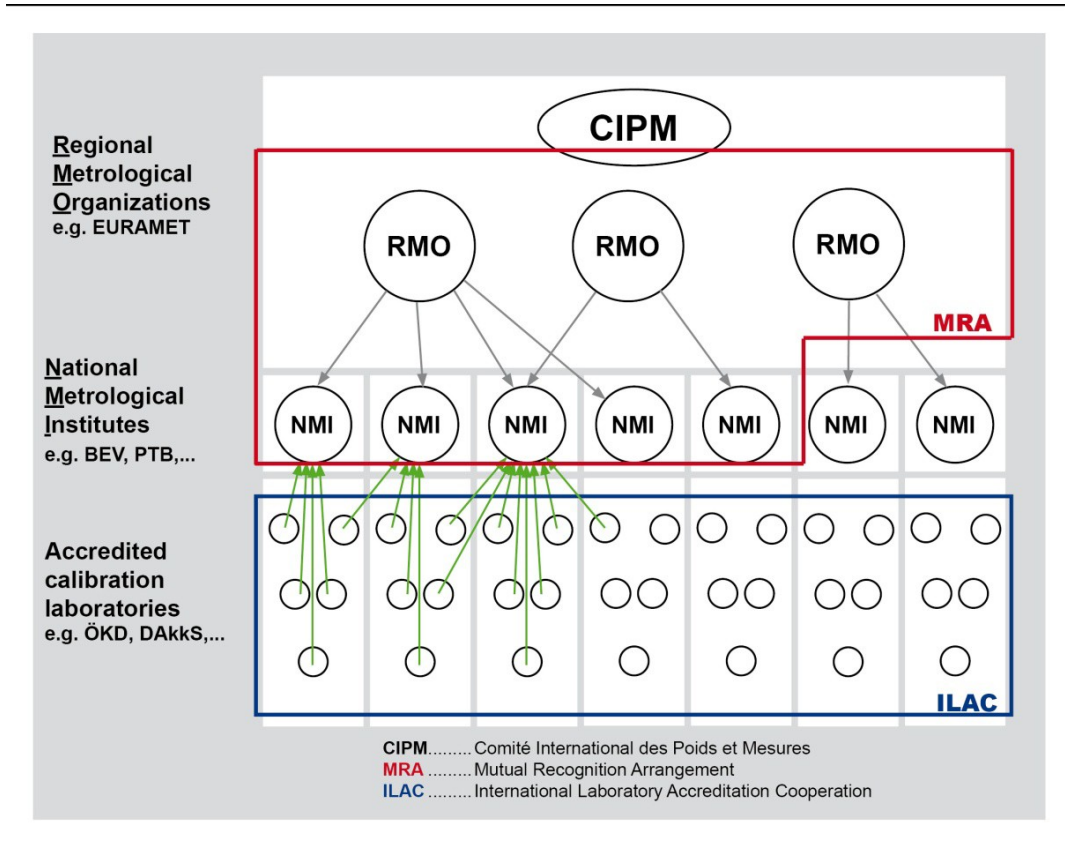 CIPM
Regional
Metrological
Organizations
e.g. EURAMET
RMO RMO RMO
MRA
National
Metrological
Institutes
e.g. BEV, PTB,...
NMI NMI NMI NMI NMI NMI NMI
Accredited
calibration
laboratories
e.g. ÖKD, DAkkS,...
ILAC
CIPM.........Comité International des Poids et Mesures
MRA .........Mutual Recognition Arrangement
ILAC .........International Laboratory Accreditation Cooperation